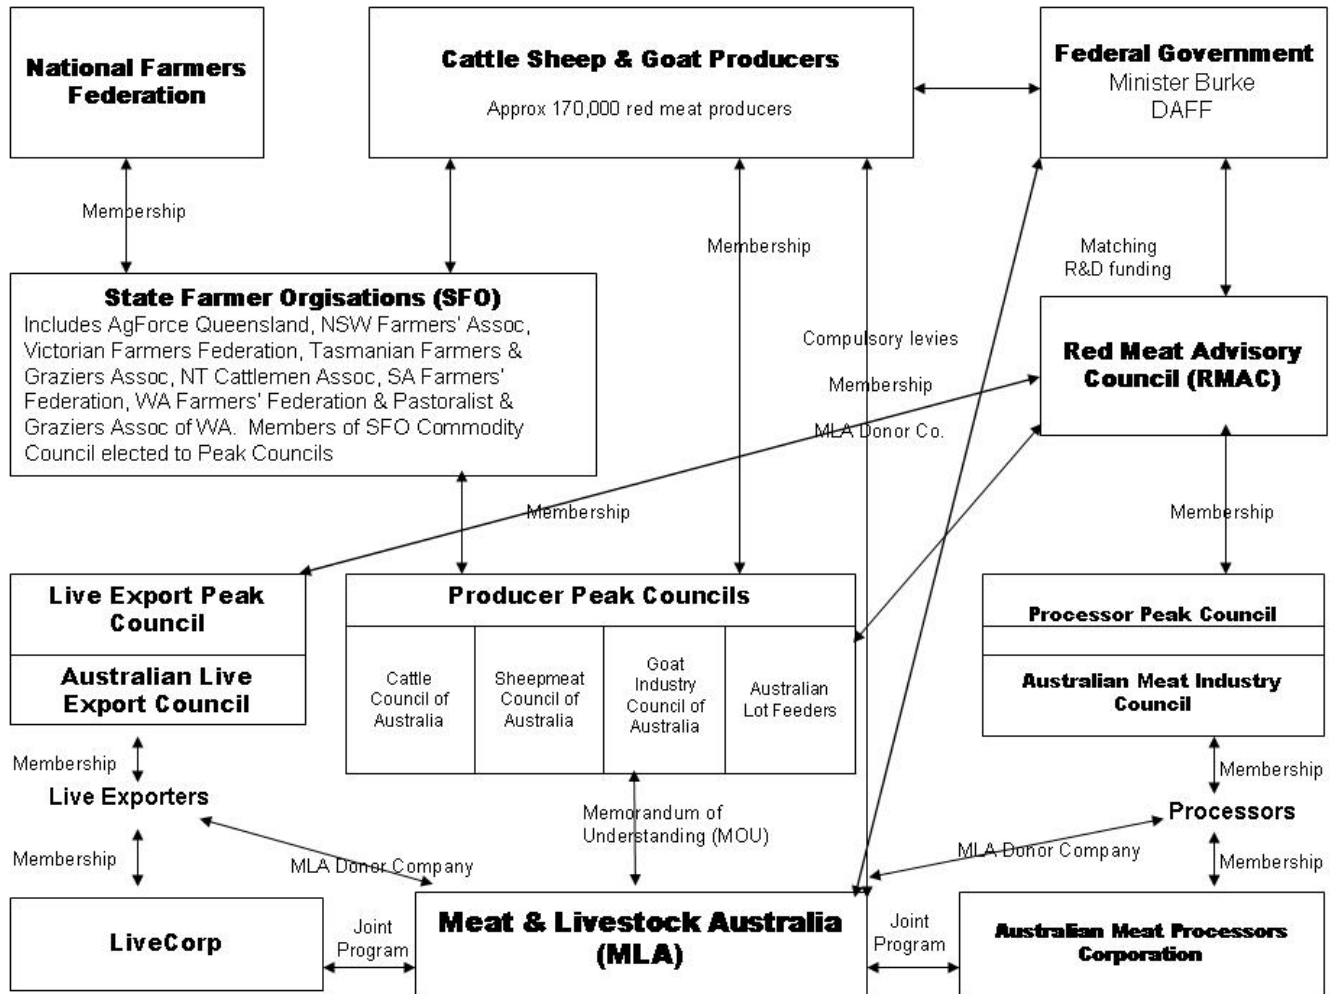 National Farmers
Federation
Cattle Sheep & Goat Producers
Approx 170,000 red meat producers
Federal Government
Minister Burke
DAFF
Membership
Membership
Matching
R&D funding
State Farmer Orgisations (SFO)
Includes AgForce Queensland, NSW Farmers' Assoc,
Victorian Farmers Federation, Tasmanian Farmers &
Graziers Assoc, NT Cattlemen Assoc, SA Farmers'
Federation, WA Farmers' Federation & Pastoralist &
Graziers Assoc of WA. Members of SFO Commodity
Council elected to Peak Councils
Compulsory levies
Membership
MLA Donor Co.
Red Meat Advisory
Council (RMAC)
Membership
Membership
Live Export Peak
Council
Australian Live
Export Council
Producer Peak Councils
Cattle
Council of
Australia
Sheepmeat
Council of
Australia
Goat
Industry
Council of
Australia
Australian
Lot Feeders
Processor Peak Council
Australian Meat Industry
Council
Membership
Live Exporters
Membership
MLA Donor Company
Memorandum of
Understanding (MOU)
Membership
Processors
MLA Donor Company
Membership
LiveCorp
Joint
Program
Meat & Livestock Australia
(MLA)
Joint
Program
Australian Meat Processors
Corporation